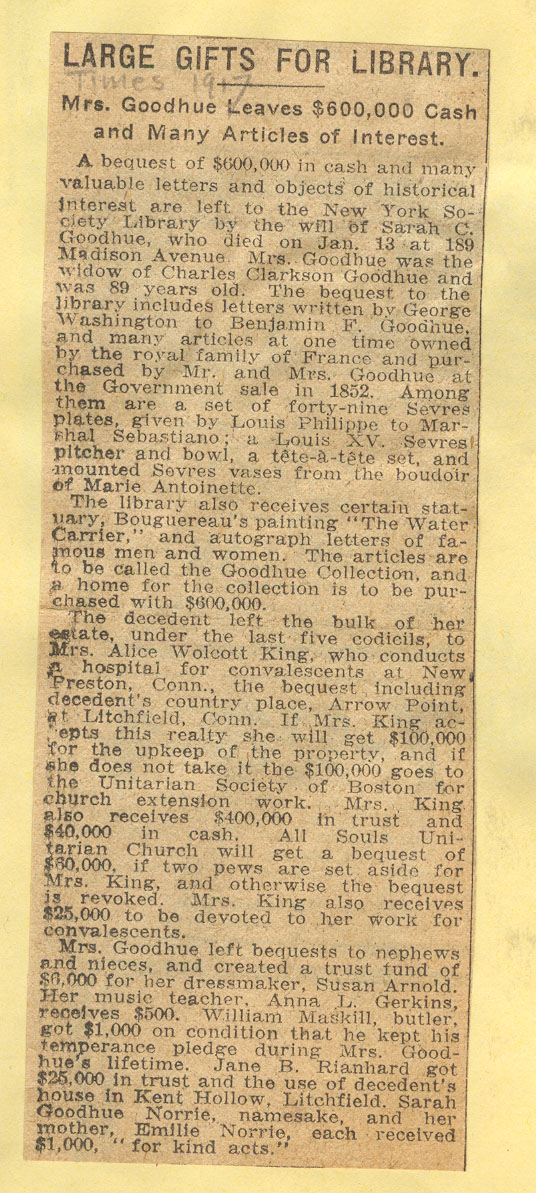 LARGE GIFTS FOR LIBRARY.
Times 1917
Mrs. Goodhue Leaves $600,000 Cash
and Many Articles of Interest.
A bequest of $600,000 in cash and many
valuable letters and objects of historical
interest are left to the New York So-
ciety Library by the will of Sarah C.
Goodhue, who died on Jan. 13 at 189
Madison Avenue. Mrs. Goodhue was the
widow of Charles Clarkson Goodhue and
was 89 years old. The bequest to the
library includes letters written by George
Washington to Benjamin F. Goodhue,
and many articles at one time owned
by the royal family of France and pur-
chased by Mr. and Mrs. Goodhue at
the Government sale in 1852. Among
them are a set of forty-nine Sevres
plates, given by Louis Philippe to Mar-
shal Sebastiano; a Louis XV. Sevres
pitcher and bowl, a tête-à-tête set, and
mounted Sevres vases from the boudoir
of Marie Antoinette.
The library also receives certain stat-
uary, Bouguereau's painting "The Water
Carrier," and autograph letters of fa-
mous men and women. The articles are
to be called the Goodhue Collection, and
a home for the collection is to be pur-
chased with $600,000.
The decedent left the bulk of her
estate, under the last five codicils, to
Mrs. Alice Wolcott King, who conducts
a hospital for convalescents at New
Preston, Conn., the bequest including
decedent's country place, Arrow Point,
at Litchfield, Conn. If Mrs. King ac-
cepts this realty she will get $100,000
for the upkeep of the property, and if
she does not take it the $100,000 goes to
the Unitarian Society of Boston for
church extension work. Mrs. King
also receives $400,000 in trust and
$40,000 in cash. All Souls Uni-
tarian Church will get a bequest of
$60,000, if two pews are set aside for
Mrs. King, and otherwise the bequest
is revoked. Mrs. King also receives
$25,000 to be devoted to her work for
convalescents.
Mrs. Goodhue left bequests to nephews
and nieces, and created a trust fund of
$6,000 for her dressmaker, Susan Arnold.
Her music teacher, Anna L. Gerkins,
receives $500. William Maskill, butler,
got $1,000 on condition that he kept his
temperance pledge during Mrs. Good-
hue's lifetime. Jane B. Rianhard got
$25,000 in trust and the use of decedent's
house in Kent Hollow, Litchfield. Sarah
Goodhue Norrie, namesake, and her
mother, Emilie Norrie, each received
$1,000, "for kind acts."